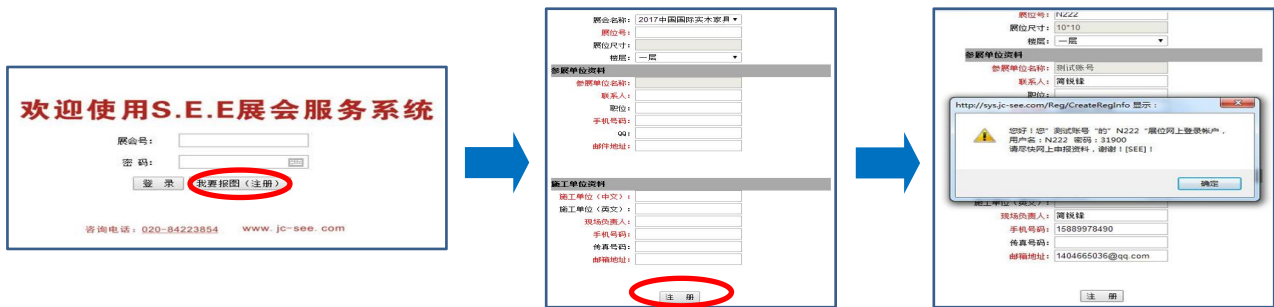 欢迎使用S.E.E展会服务系统
展会号：
密 码：
登 录
我要报图（注册）
咨询电话：020-84223854 www.jc-see.com
展会名称：2017中国国际实木家具
展位号：
展位尺寸：
楼层：一层
参展单位资料
参展单位名称：
联系人：
职位：
手机号码：
QQ：
邮件地址：
施工单位资料
施工单位（中文）：
施工单位（英文）：
现场负责人：
手机号码：
传真号码：
邮箱地址：
注 册
展位号：N222
展位尺寸：10*10
楼层：一层
参展单位资料
参展单位名称：测试账号
联系人：简锐锋
职位：
http://sys.jc-see.com/Reg/CreateRegInfo 显示：
您好！您" 测试账号 "的" N222 "展位网上登录帐户，
用户名：N222 密码：31900
请尽快网上申报资料，谢谢！[SEE]！
确定
施工单位（英文）：
现场负责人：简锐锋
手机号码：15889978490
传真号码：
邮箱地址：1404665036@qq.com
注 册